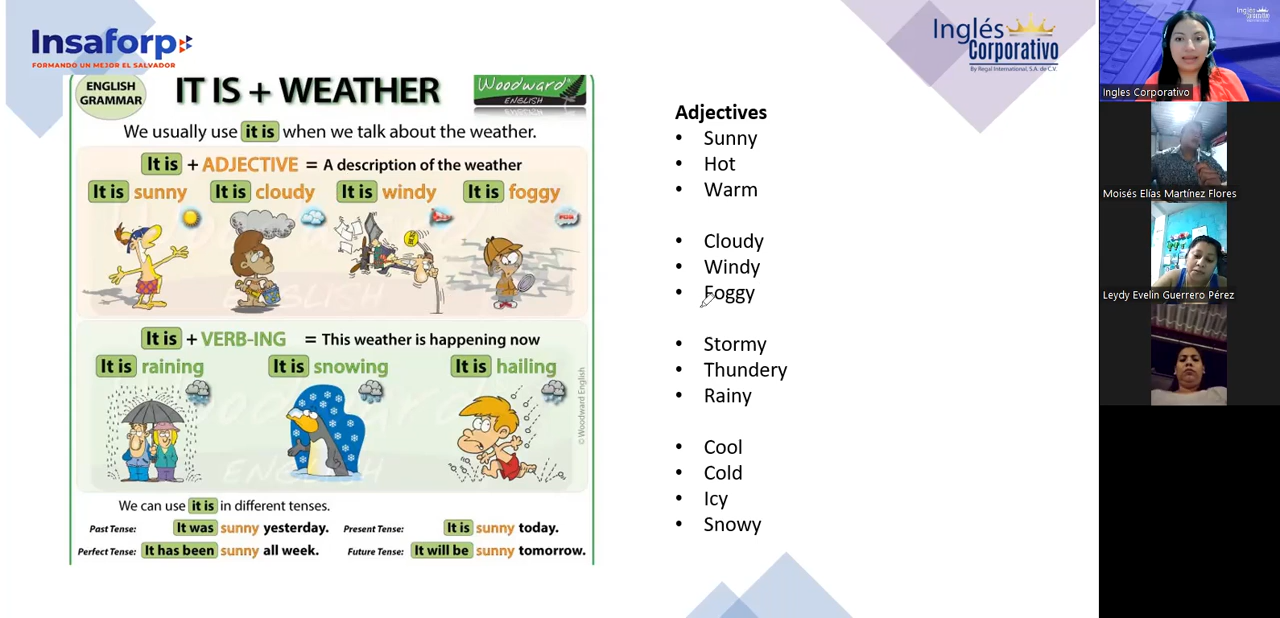 Insaforp
FORMANDO UN MEJOR EL SALVADOR
Inglés
Corporativo
By Regal International, S.A. de C.V.
ENGLISH
GRAMMAR
IT IS + WEATHER
Woodward
ENGLISH
We usually use it is when we talk about the weather.
It is + ADJECTIVE = A description of the weather
It is sunny It is cloudy It is windy It is foggy
FOG
It is + VERB-ING = This weather is happening now
It is raining It is snowing It is hailing
© Woodward English
We can use it is in different tenses.
Past Tense: It was sunny yesterday. Present Tense: It is sunny today.
Perfect Tense: It has been sunny all week. Future Tense: It will be sunny tomorrow.
Adjectives
• Sunny
• Hot
• Warm
• Cloudy
• Windy
• Foggy
• Stormy
• Thundery
• Rainy
• Cool
• Cold
• Icy
• Snowy
Ingles Corporativo
Moisés Elías Martínez Flores
Leydy Evelin Guerrero Pérez